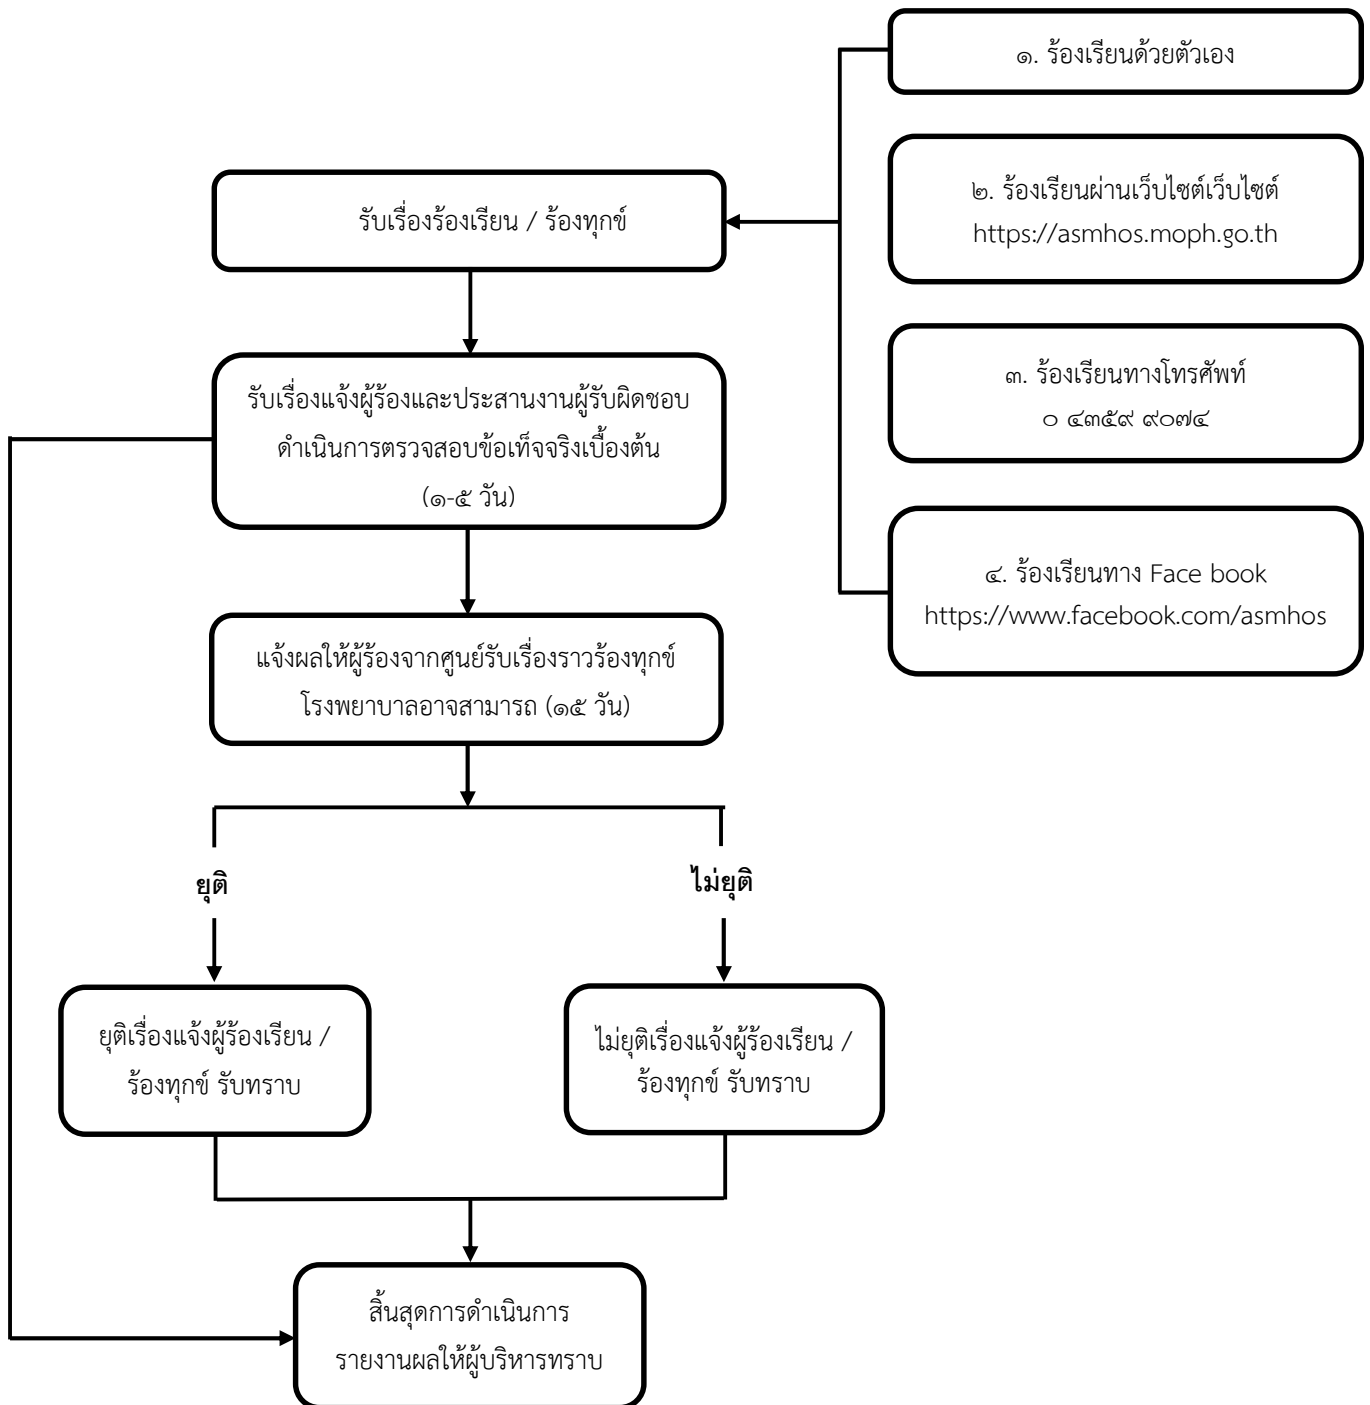 ๑. ร้องเรียนด้วยตัวเอง
๒. ร้องเรียนผ่านเว็บไซต์เว็บไซต์
https://asmhos.moph.go.th
๓. ร้องเรียนทางโทรศัพท์
๐ ๔๓๕๙ ๙๐๗๔
๔. ร้องเรียนทาง Face book
https://www.facebook.com/asmhos
รับเรื่องร้องเรียน / ร้องทุกข์
รับเรื่องแจ้งผู้ร้องและประสานงานผู้รับผิดชอบ
ดำเนินการตรวจสอบข้อเท็จจริงเบื้องต้น
(๑-๕ วัน)
แจ้งผลให้ผู้ร้องจากศูนย์รับเรื่องราวร้องทุกข์
โรงพยาบาลอาจสามารถ (๑๕ วัน)
ยุติ
ไม่ยุติ
ยุติเรื่องแจ้งผู้ร้องเรียน /
ร้องทุกข์ รับทราบ
ไม่ยุติเรื่องแจ้งผู้ร้องเรียน /
ร้องทุกข์ รับทราบ
สิ้นสุดการดำเนินการ
รายงานผลให้ผู้บริหารทราบ